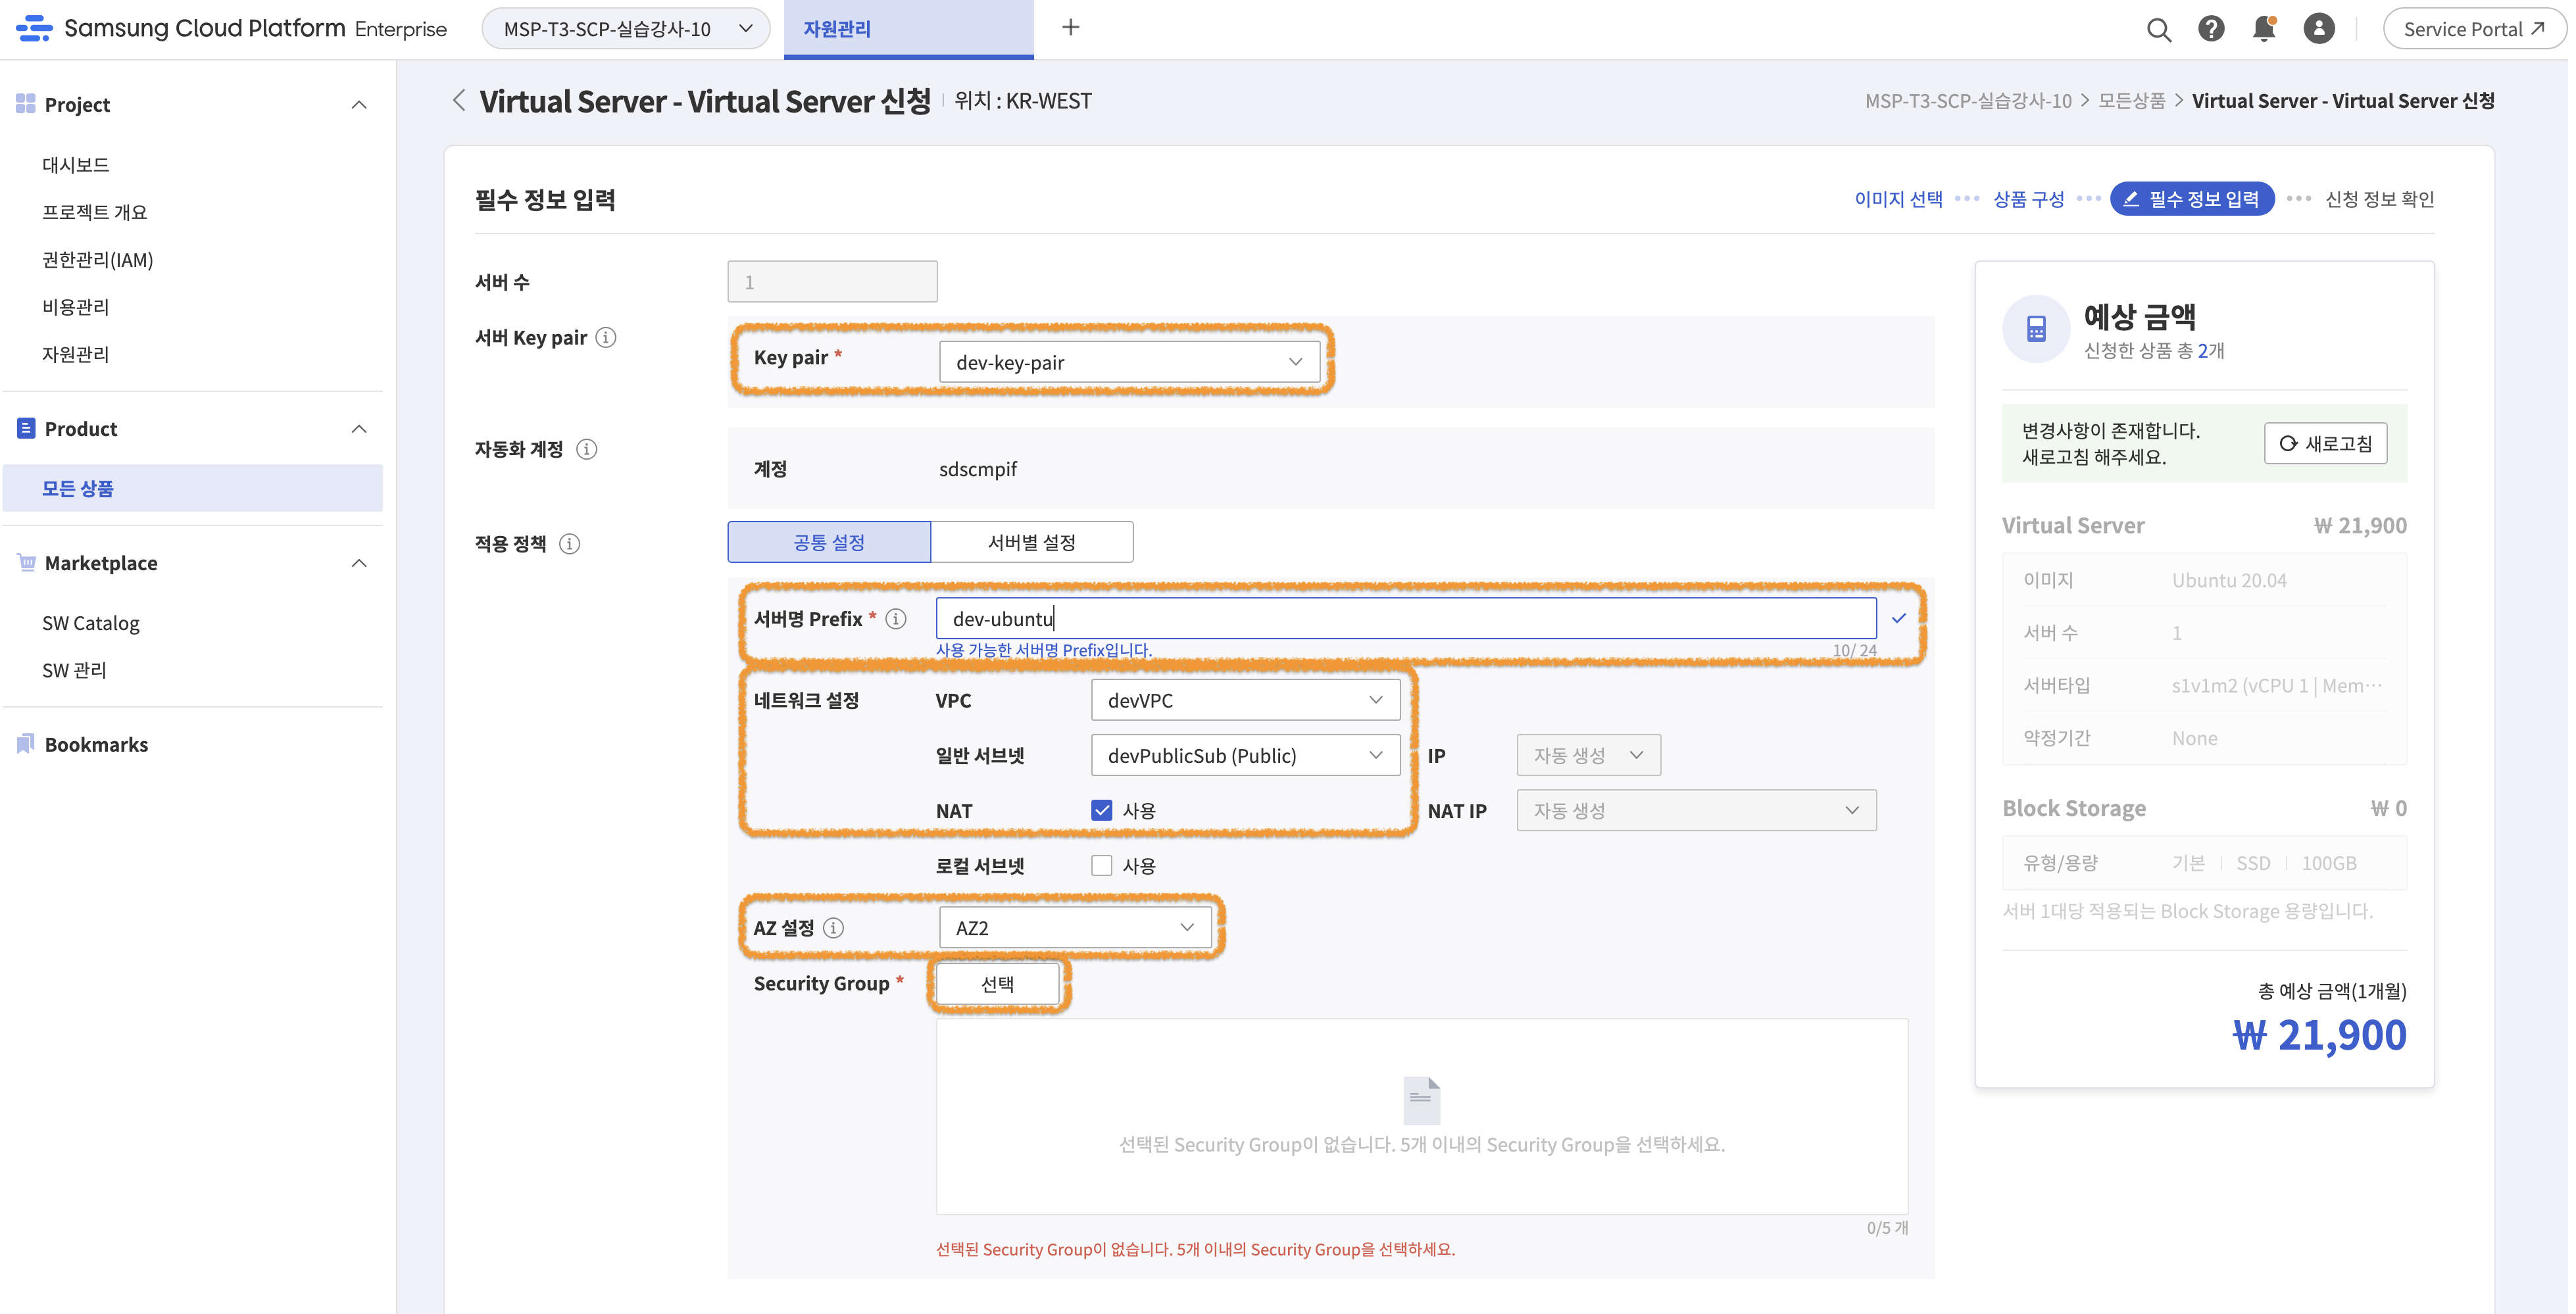 Samsung Cloud Platform Enterprise
MSP-T3-SCP-실습강사-10
자원관리
Service Portal
Project
대시보드
프로젝트 개요
권한관리(IAM)
비용관리
자원관리
Product
모든 상품
Marketplace
SW Catalog
SW 관리
Bookmarks
Virtual Server - Virtual Server 신청
위치 : KR-WEST
MSP-T3-SCP-실습강사-10 > 모든상품 > Virtual Server - Virtual Server 신청
필수 정보 입력
이미지 선택 ••• 상품 구성 ••• 필수 정보 입력 ••• 신청 정보 확인
서버 수
1
서버 Key pair
Key pair *
dev-key-pair
자동화 계정
계정
sdscmpif
적용 정책
공통 설정
서버별 설정
서버명 Prefix *
dev-ubuntu
사용 가능한 서버명 Prefix입니다.
10/ 24
네트워크 설정
VPC
devVPC
일반 서브넷
devPublicSub (Public)
IP
자동 생성
NAT
사용
NAT IP
자동 생성
로컬 서브넷
사용
AZ 설정
AZ2
Security Group *
선택
선택된 Security Group이 없습니다. 5개 이내의 Security Group을 선택하세요.
0/5 개
선택된 Security Group이 없습니다. 5개 이내의 Security Group을 선택하세요.
예상 금액
신청한 상품 총 2개
변경사항이 존재합니다.
새로고침 해주세요.
새로고침
Virtual Server
₩ 21,900
이미지
Ubuntu 20.04
서버 수
1
서버타입
s1v1m2 (vCPU 1 | Mem···
약정기간
None
Block Storage
₩ 0
유형/용량
기본 | SSD | 100GB
서버 1대당 적용되는 Block Storage 용량입니다.
총 예상 금액(1개월)
₩ 21,900